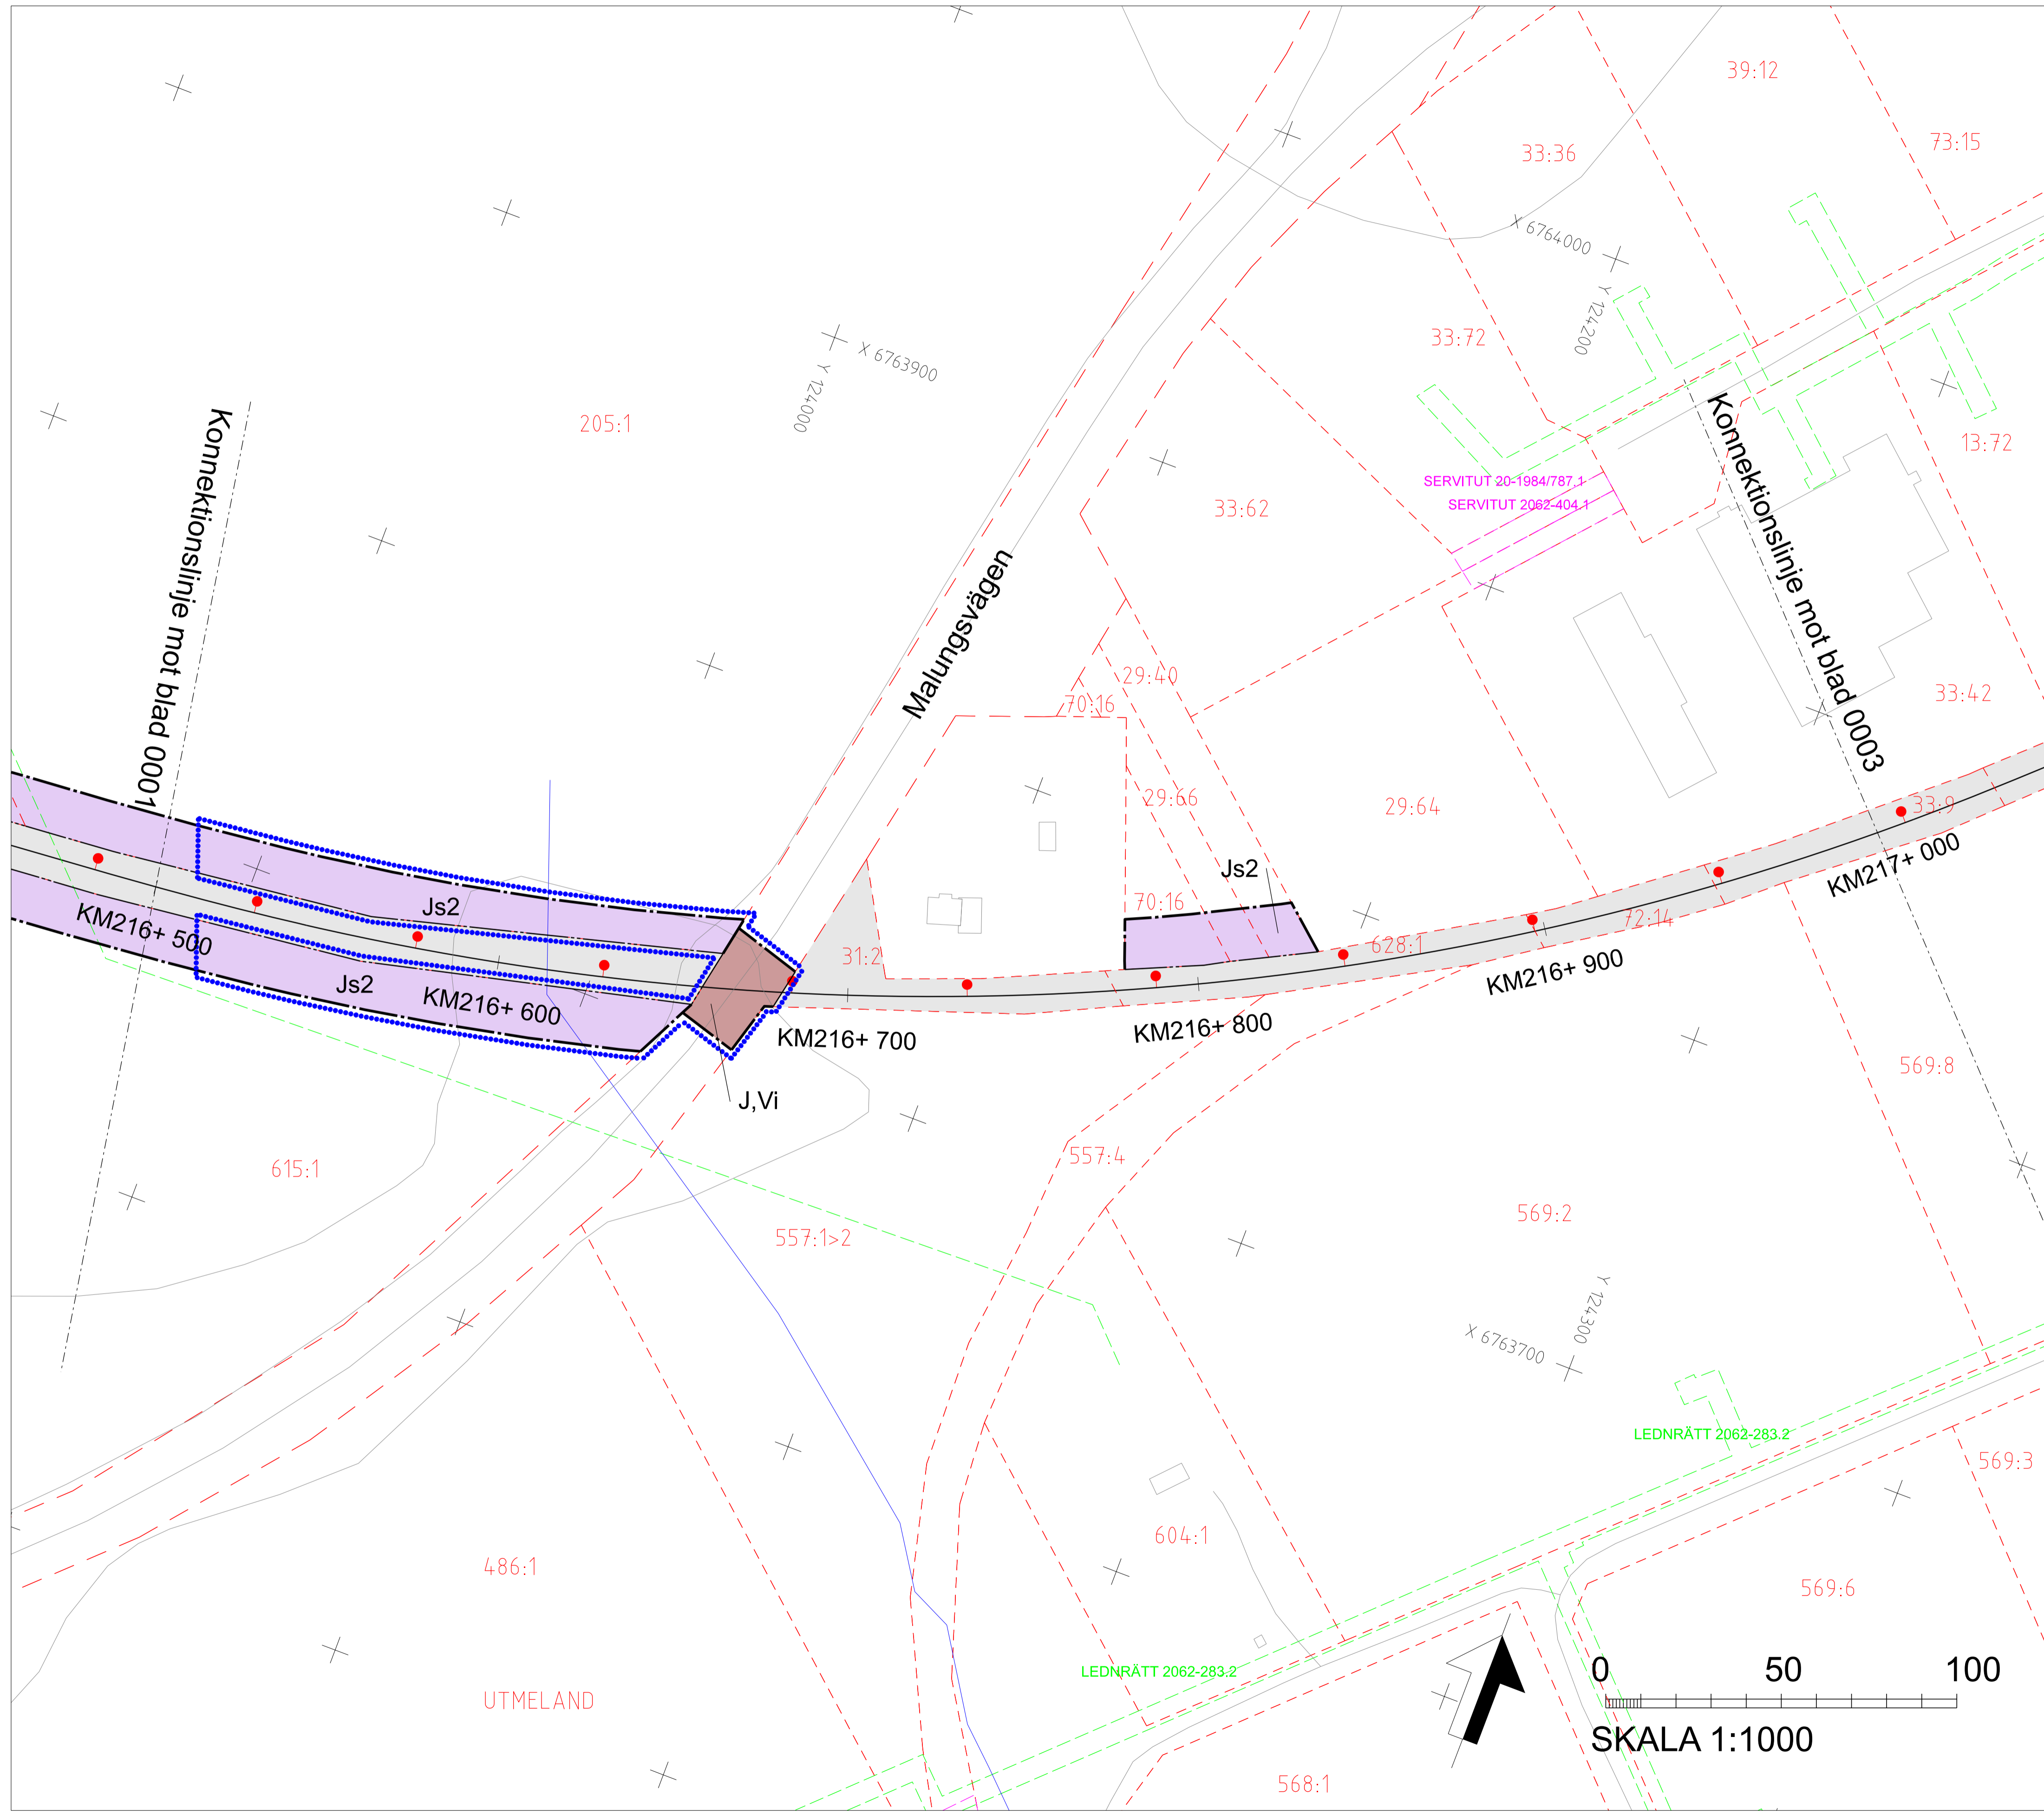 39:12
73:15
33:36
X 6764000
Y 124200
33:72
X 6763900
Y 124000
205:1
Konnektionslinje mot blad 0001
Konnektionslinje mot blad 0003
13:72
SERVITUT 20-1984/787.1
SERVITUT 2062-404.1
33:62
Malungsvägen
29:40
70:16
33:42
29:66
29:64
33:9
Js2
70:16
Js2
KM216+ 500
31:2
628:1
72:14
KM217+ 000
Js2
KM216+ 600
KM216+ 900
KM216+ 700
KM216+ 800
569:8
J,Vi
615:1
557:4
557:1>2
569:2
Y 124300
X 6763700
LEDNRÄTT 2062-283.2
569:3
604:1
486:1
569:6
LEDNRÄTT 2062-283.2
UTMELAND
0 50 100
SKALA 1:1000
568:1